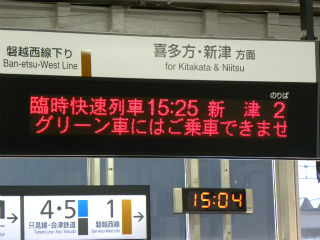 磐越西線下り
Ban-etsu-West Line
喜多方・新津 方面
for Kitakata & Niitsu
のりば
臨時快速列車15:25 新 津 2
グリーン車にはご乗車できませ
15:04
4・5
1
只見線・会津鉄道
磐越西線